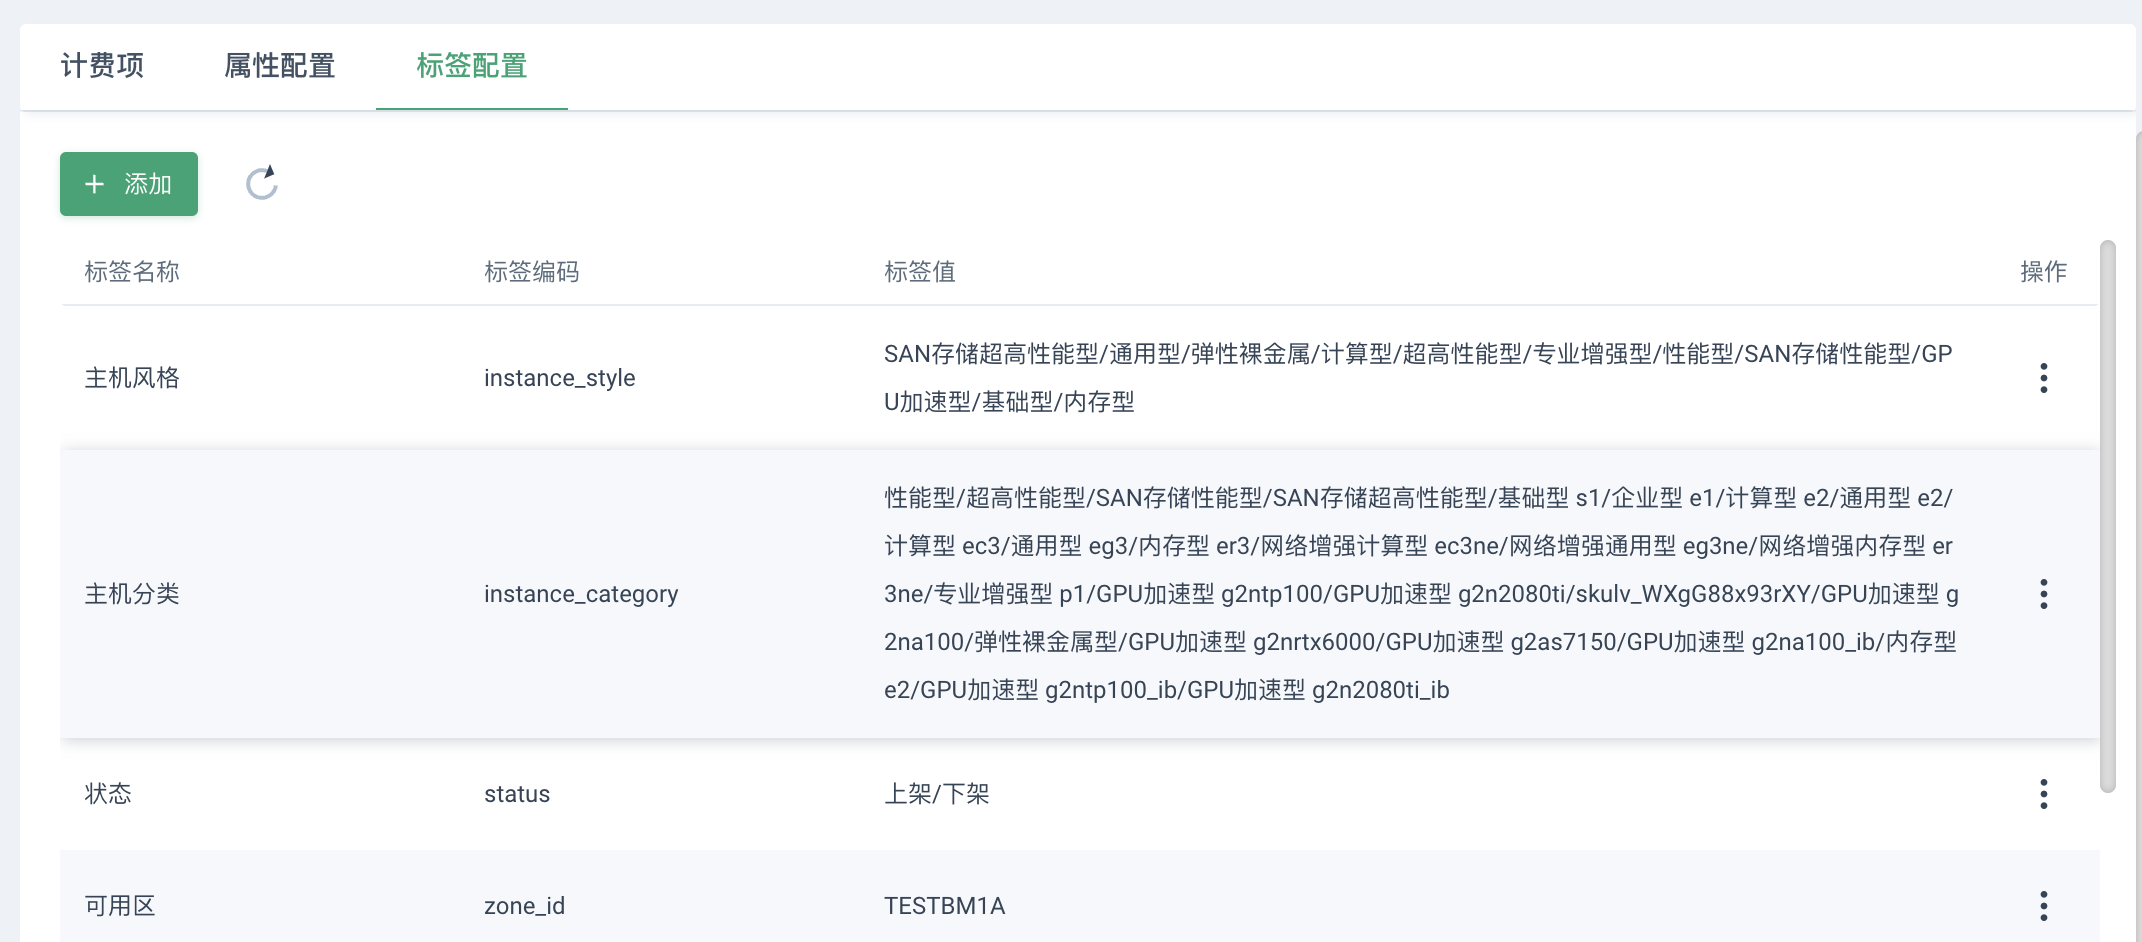 计费项 属性配置 标签配置
添加
标签名称 标签编码 标签值 操作
SAN存储超高性能型/通用型/弹性裸金属/计算型/超高性能型/专业增强型/性能型/SAN存储性能型/GP
主机风格 instance_style
U加速型/基础型/内存型
性能型/超高性能型/SAN存储性能型/SAN存储超高性能型/基础型 s1/企业型 e1/计算型 e2/通用型 e2/
计算型 ec3/通用型 eg3/内存型 er3/网络增强计算型 ec3ne/网络增强通用型 eg3ne/网络增强内存型 er
主机分类 instance_category 3ne/专业增强型 p1/GPU加速型 g2ntp100/GPU加速型 g2n2080ti/skulv_WXgG88x93rXY/GPU加速型 g
2na100/弹性裸金属型/GPU加速型 g2nrtx6000/GPU加速型 g2as7150/GPU加速型 g2na100_ib/内存型
e2/GPU加速型 g2ntp100_ib/GPU加速型 g2n2080ti_ib
状态 status 上架/下架
可用区 zone_id TESTBM1A